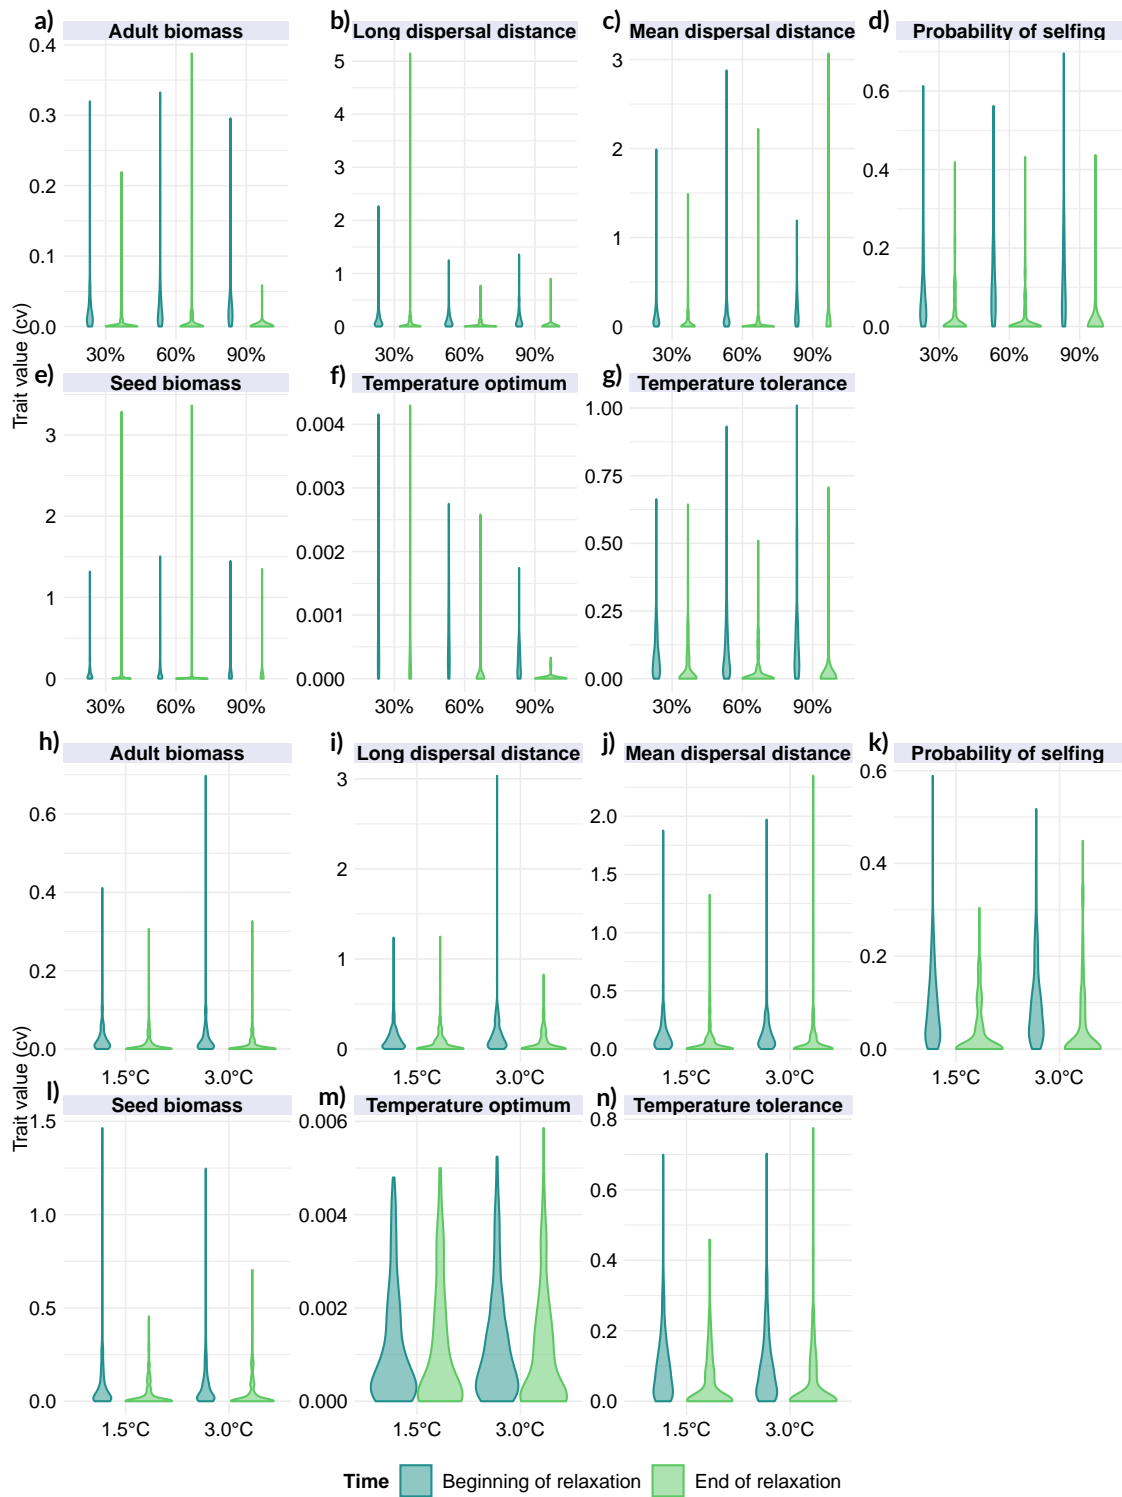 a) b) c) d)
Adult biomass Long dispersal distance Mean dispersal distance Probability of selfing
0.4 0.3 0.2 0.1 0.0
5 4 3 2 1 0
3 2 1 0
0.6 0.4 0.2 0.0
30% 60% 90% 30% 60% 90% 30% 60% 90% 30% 60% 90%
Trait value (cv)
e) f) g)
Seed biomass Temperature optimum Temperature tolerance
3 2 1 0
0.004 0.003 0.002 0.001 0.000
1.00 0.75 0.50 0.25 0.00
30% 60% 90% 30% 60% 90% 30% 60% 90%
h) i) j) k)
Adult biomass Long dispersal distance Mean dispersal distance Probability of selfing
0.6 0.4 0.2 0.0
3 2 1 0
2.0 1.5 1.0 0.5 0.0
0.6 0.4 0.2 0.0
1.5°C 3.0°C 1.5°C 3.0°C 1.5°C 3.0°C 1.5°C 3.0°C
Trait value (cv)
l) m) n)
Seed biomass Temperature optimum Temperature tolerance
1.5 1.0 0.5 0.0
0.006 0.004 0.002 0.000
0.8 0.6 0.4 0.2 0.0
1.5°C 3.0°C 1.5°C 3.0°C 1.5°C 3.0°C
Time Beginning of relaxation End of relaxation